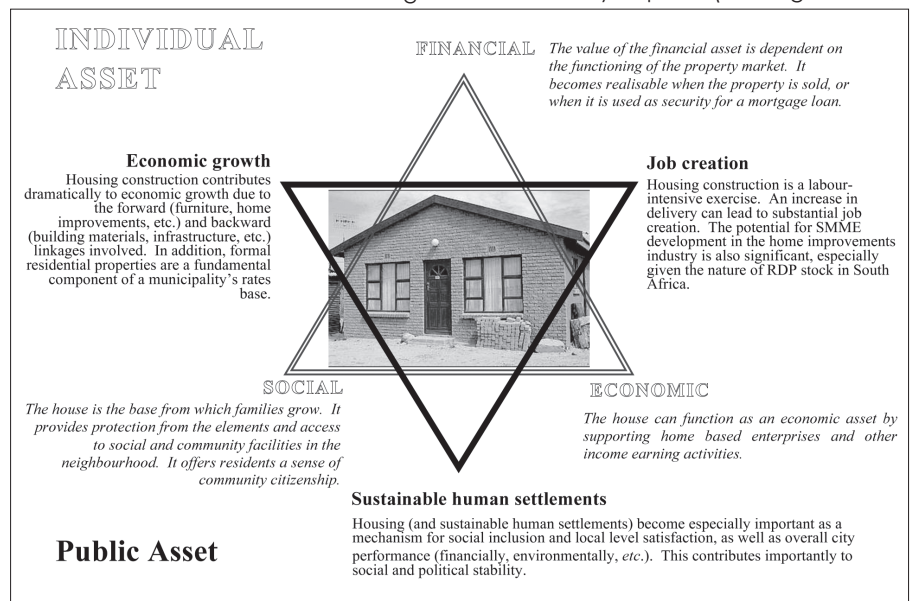 INDIVIDUAL
ASSET
FINANCIAL
The value of the financial asset is dependent on
the functioning of the property market. It
becomes realisable when the property is sold, or
when it is used as security for a mortgage loan.
Economic growth
Housing construction contributes
dramatically to economic growth due to
the forward (furniture, home
improvements, etc.) and backward
(building materials, infrastructure, etc.)
linkages involved. In addition, formal
residential properties are a fundamental
component of a municipality's rates
base.
Job creation
Housing construction is a labour-
intensive exercise. An increase in
delivery can lead to substantial job
creation. The potential for SMME
development in the home improvements
industry is also significant, especially
given the nature of RDP stock in South
Africa.
SOCIAL
The house is the base from which families grow. It
provides protection from the elements and access
to social and community facilities in the
neighbourhood. It offers residents a sense of
community citizenship.
ECONOMIC
The house can function as an economic asset by
supporting home based enterprises and other
income earning activities.
Sustainable human settlements
Housing (and sustainable human settlements) become especially important as a
mechanism for social inclusion and local level satisfaction, as well as overall city
performance (financially, environmentally, etc.). This contributes importantly to
social and political stability.
Public Asset